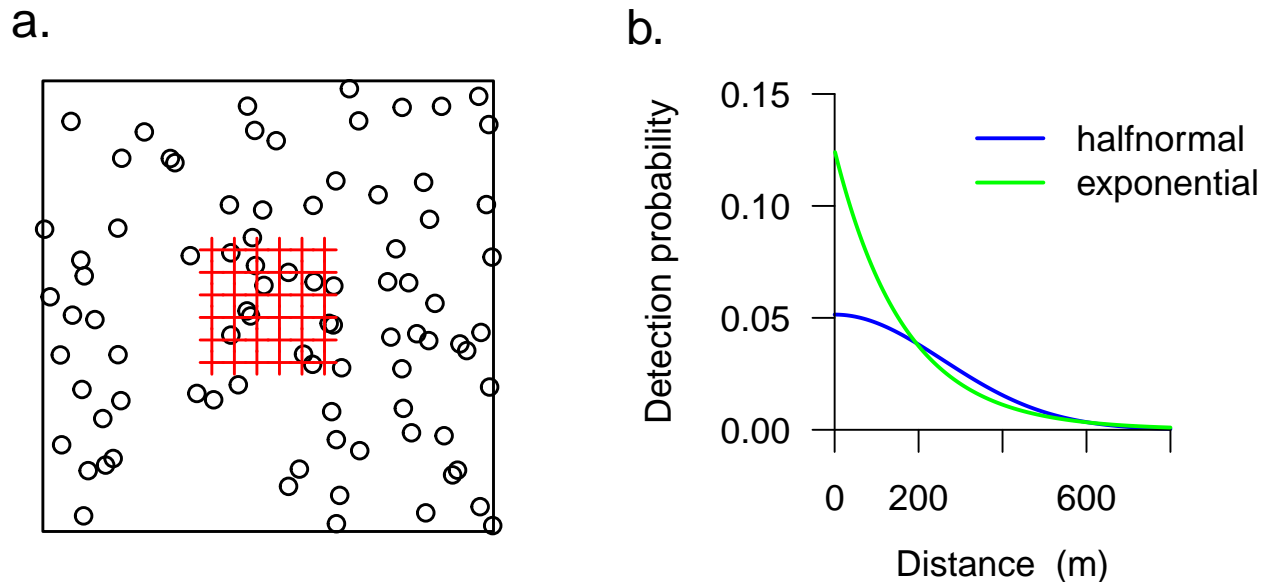 a.
b.
Detection probability
0.15
0.10
0.05
0.00
halfnormal
exponential
0 200 600
Distance (m)